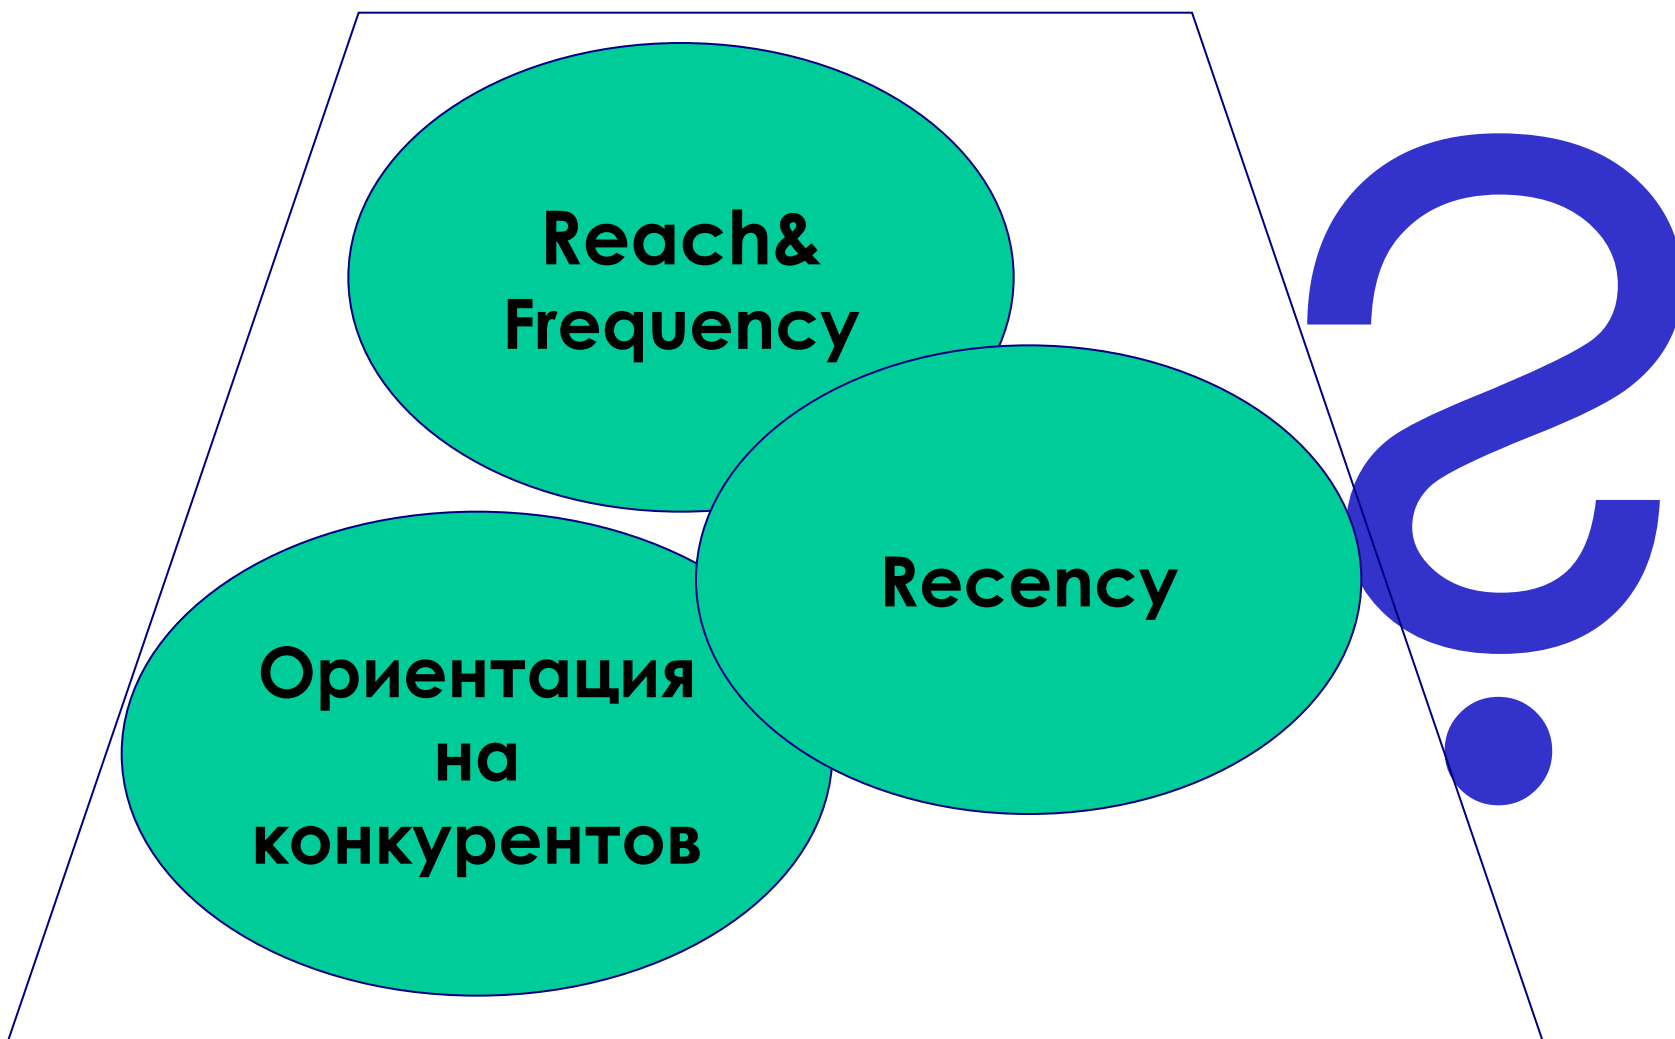 Reach&
Frequency
Recency
Ориентация
на
конкурентов
?